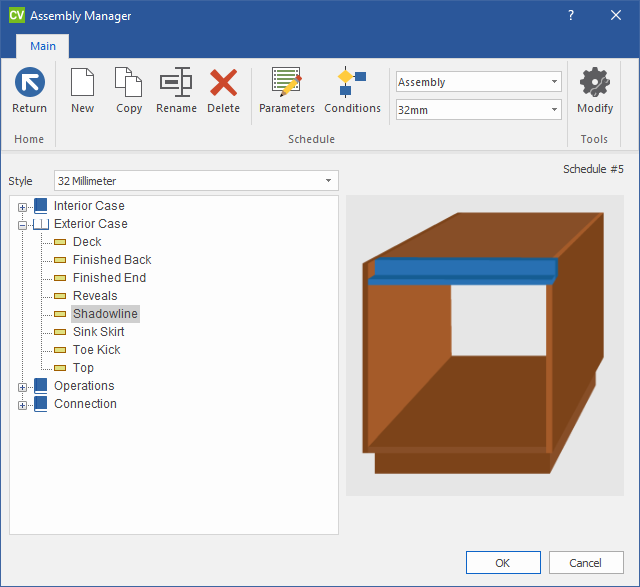 CV Assembly Manager ?
Main
Return New Copy Rename Delete Parameters Conditions Assembly 32mm Modify
Home Schedule Tools
Schedule #5
Style 32 Millimeter
Interior Case
Exterior Case
Deck
Finished Back
Finished End
Reveals
Shadowline
Sink Skirt
Toe Kick
Top
Operations
Connection
OK Cancel